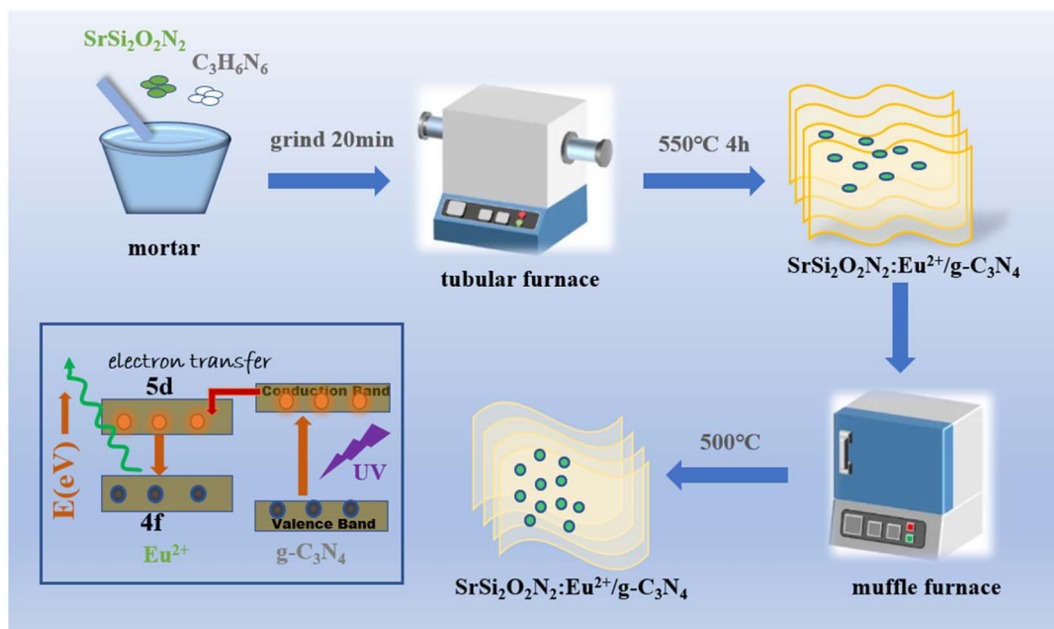 SrSi₂O₂N₂
C₃H₆N₆
grind 20min
550°C 4h
mortar
tubular furnace
SrSi₂O₂N₂:Eu²⁺/g-C₃N₄
electron transfer
5d
Conduction Band
E(eV)
UV
4f
Valence Band
Eu²⁺
g-C₃N₄
500°C
SrSi₂O₂N₂:Eu²⁺/g-C₃N₄
muffle furnace